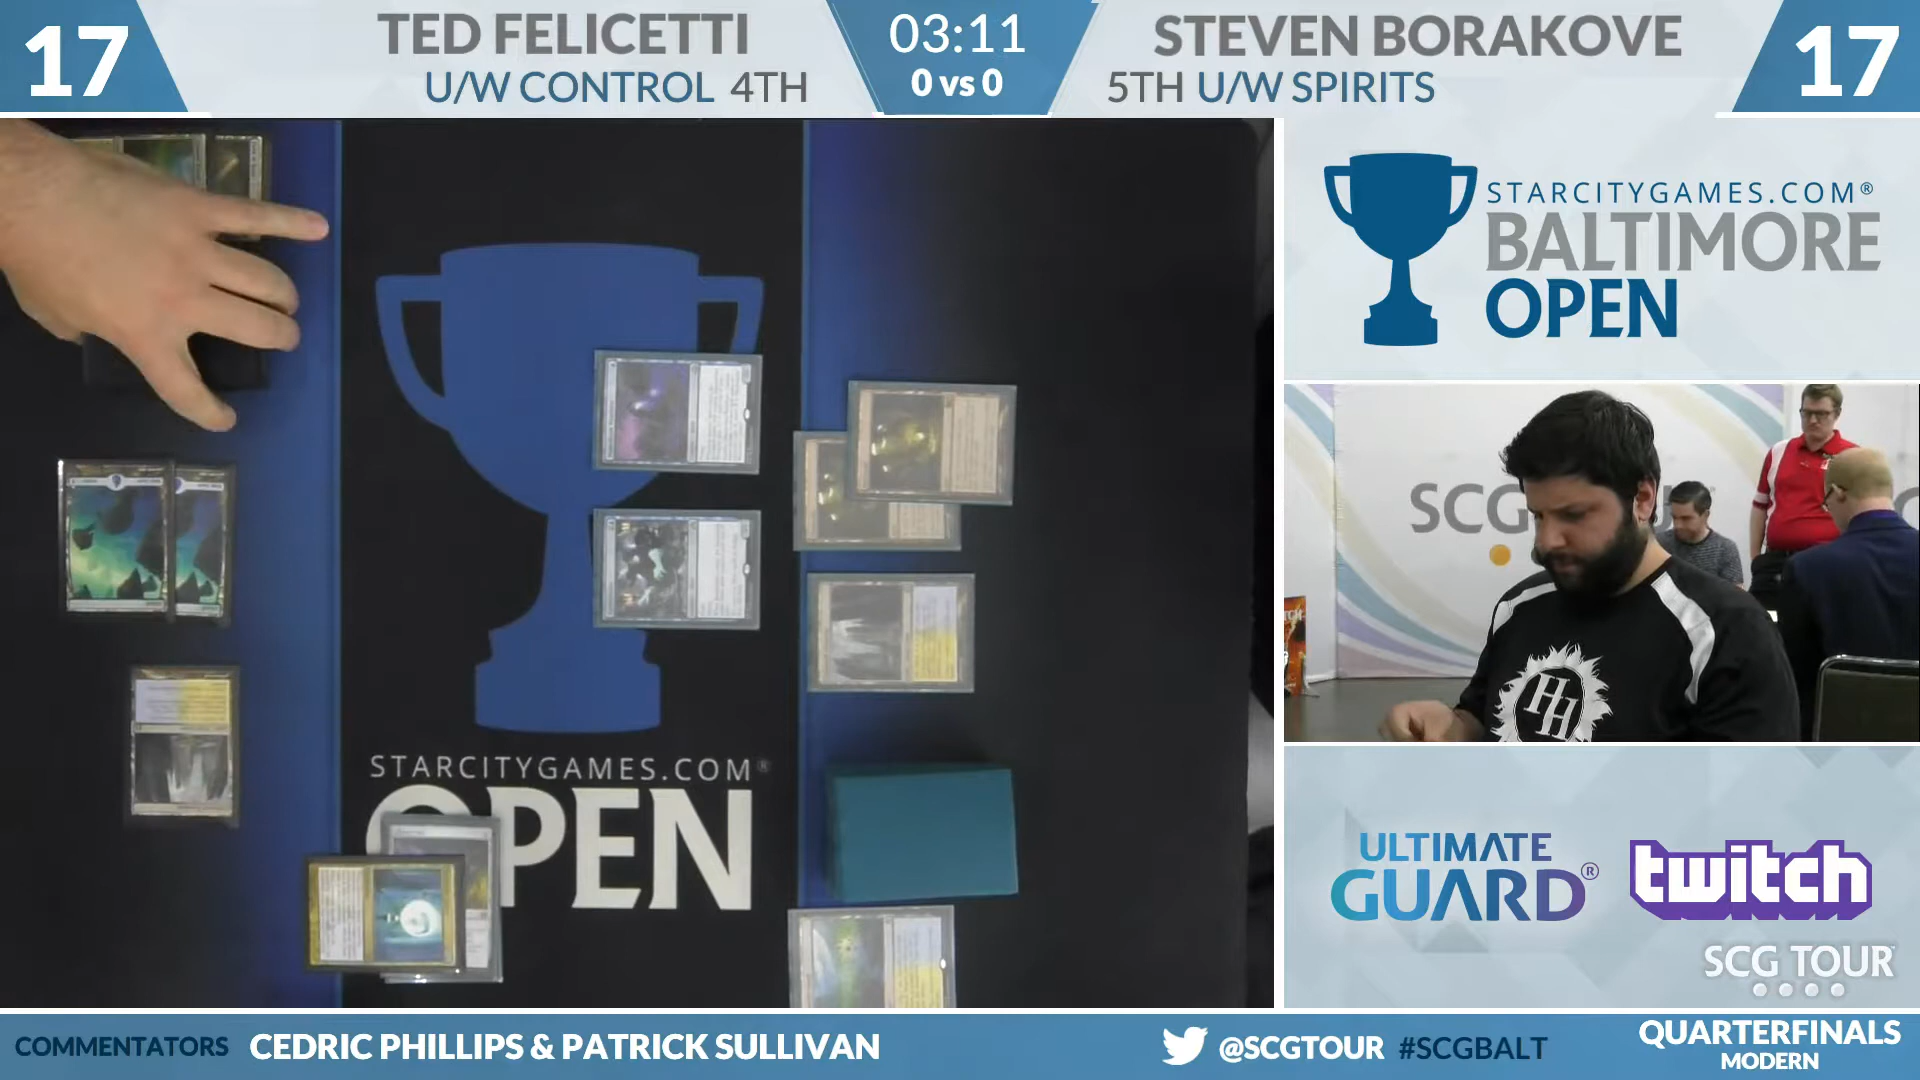 17
TED FELICETTI
U/W CONTROL 4TH
03:11
0 vs 0
STEVEN BORAKOVE
5TH U/W SPIRITS
17
STARCITYGAMES.COM®
BALTIMORE
OPEN
SCG
HH
STARCITYGAMES.COM®
OPEN
ULTIMATE
GUARD®
twitch
SCG TOUR
COMMENTATORS CEDRIC PHILLIPS & PATRICK SULLIVAN
@SCGTOUR #SCGBALT
QUARTERFINALS
MODERN